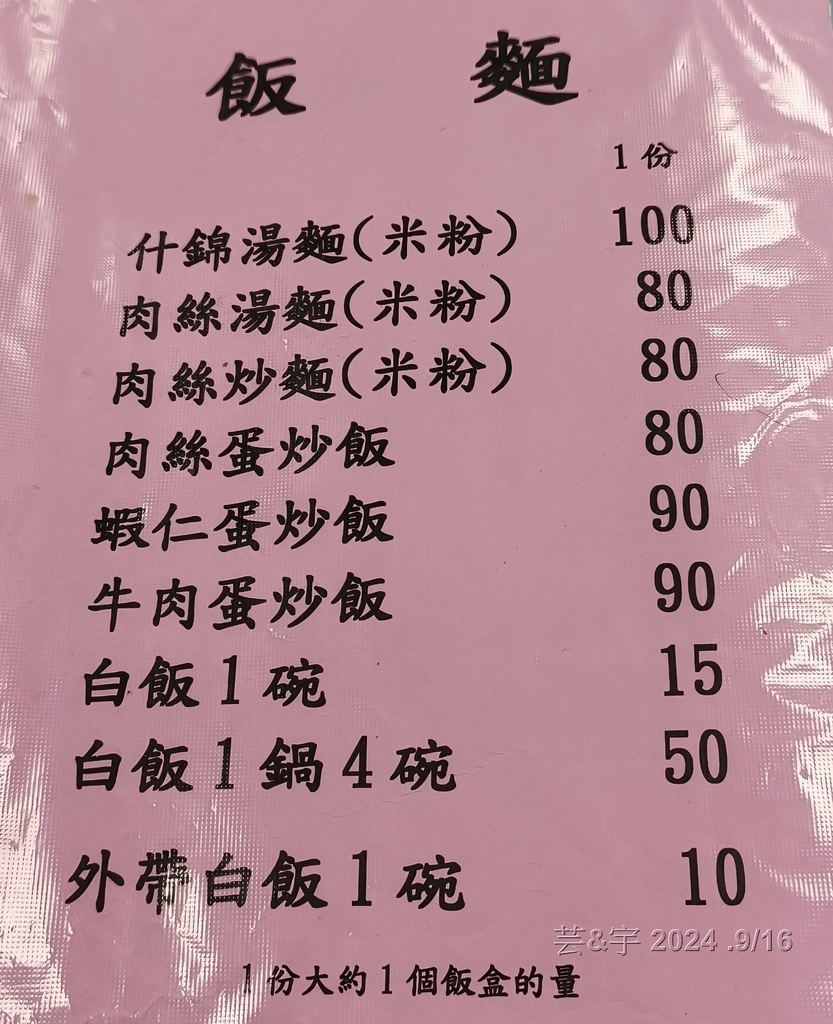 飯 麵
1份
什錦湯麵(米粉) 100
肉絲湯麵(米粉) 80
肉絲炒麵(米粉) 80
肉絲蛋炒飯 80
蝦仁蛋炒飯 90
牛肉蛋炒飯 90
白飯1碗 15
白飯1鍋4碗 50
外帶白飯1碗 10
芸&宇 2024 .9/16
1份大約1個飯盒的量